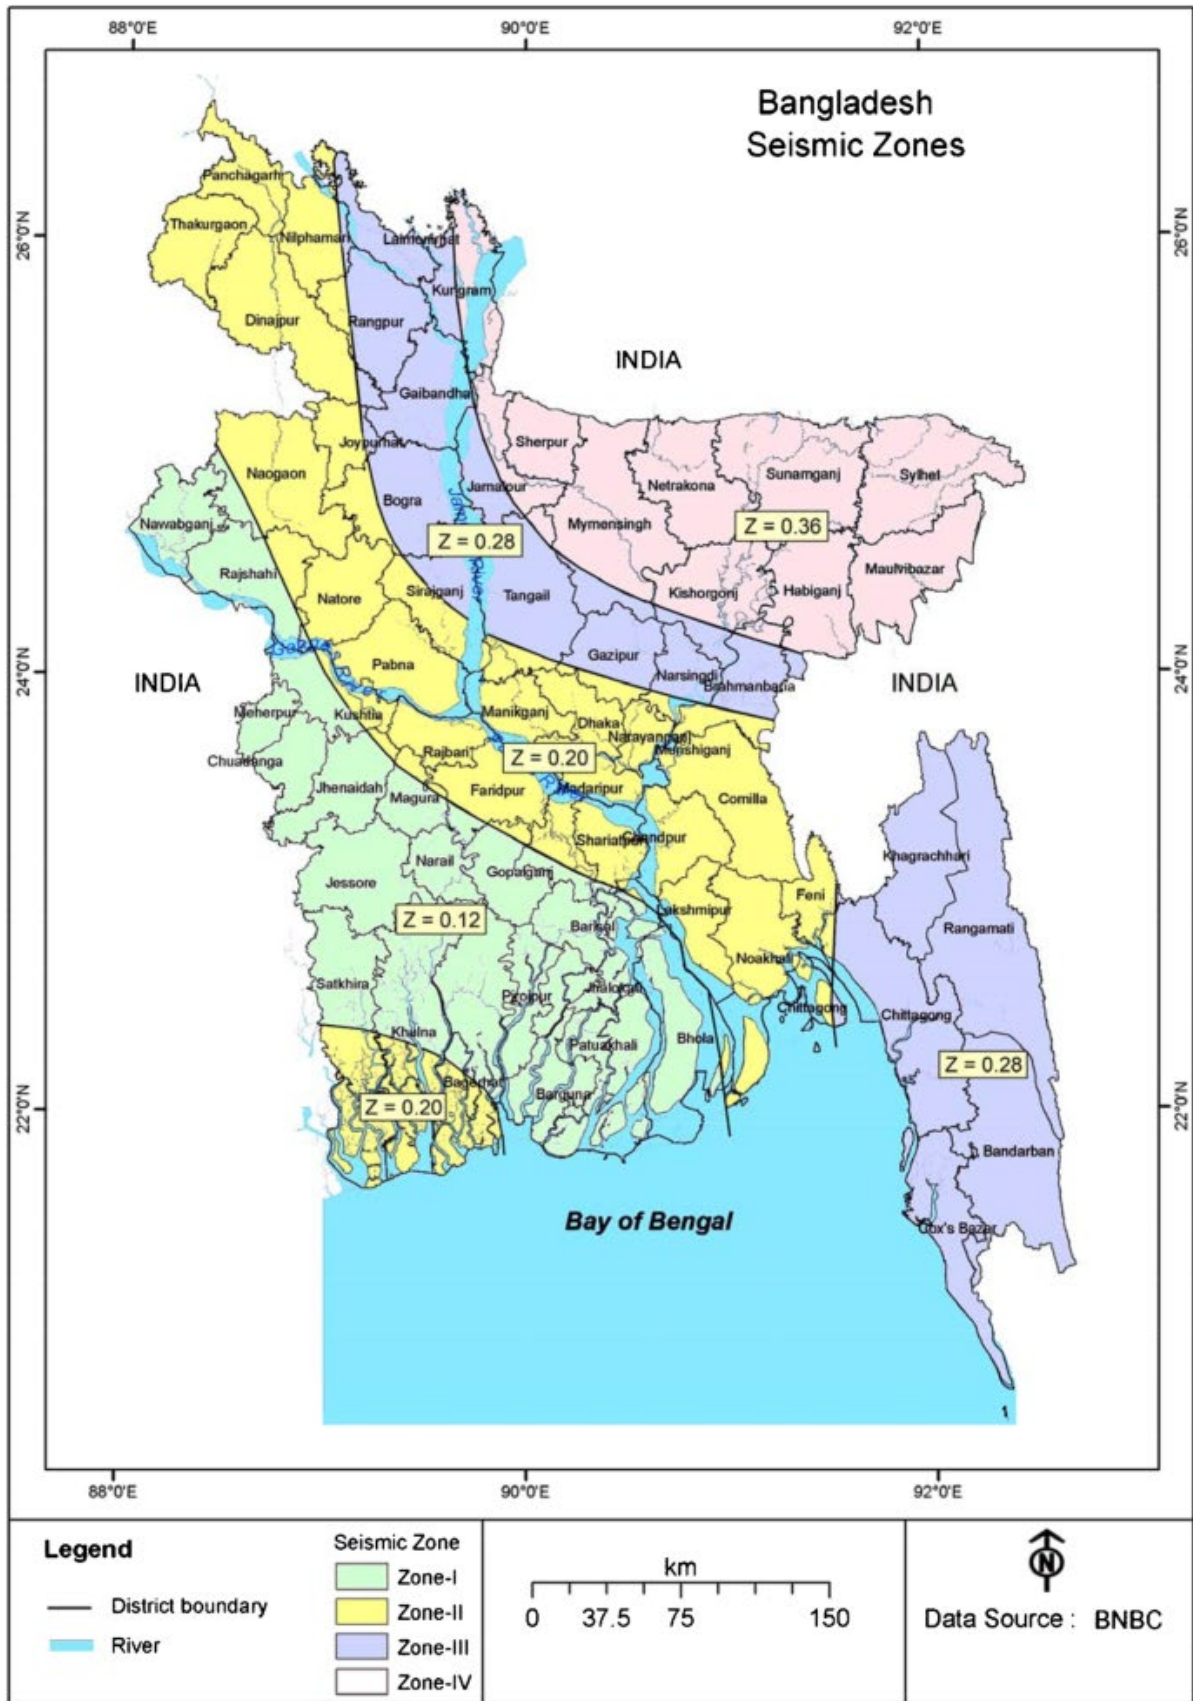 88°0'E
90°0'E
92°0'E
Bangladesh
Seismic Zones
26°0'N
26°0'N
Panchagarh
Thakurgaon
Nilphamari
Lalmonirhat
Kurigram
Dinajpur
Rangpur
INDIA
Gaibandha
Joypurhat
Sherpur
Naogaon
Sunamganj
Sylhet
Netrakona
Jamalpur
Bogra
Nawabganj
Mymensingh
Z = 0.36
Z = 0.28
River
Rajshahi
Maulvibazar
Natore
Sirajganj
Tangail
Kishorgonj
Habiganj
24°0'N
24°0'N
INDIA
River
Pabna
Gazipur
Narsingdi
Brahmanbaria
INDIA
Meherpur
Kushtia
Manikganj
Dhaka
Narayanganj
Munshiganj
Chuadanga
Rajbari
Z = 0.20
Jhenaidah
Magura
Faridpur
Madaripur
Comilla
Shariatpur
Chandpur
Khagrachhari
Narail
Gopalganj
Jessore
Feni
Z = 0.12
Barisal
Lakshmipur
Rangamati
Noakhali
Satkhira
Pirojpur
Jhalokati
Chittagong
Chittagong
Khulna
Patuakhali
Bhola
Z = 0.28
Bagerhat
Barguna
22°0'N
Z = 0.20
22°0'N
Bandarban
Bay of Bengal
Cox's Bazar
88°0'E
90°0'E
92°0'E
Legend
District boundary
River
Seismic Zone
Zone-I
Zone-II
Zone-III
Zone-IV
km
0 37.5 75 150
N
Data Source : BNBC